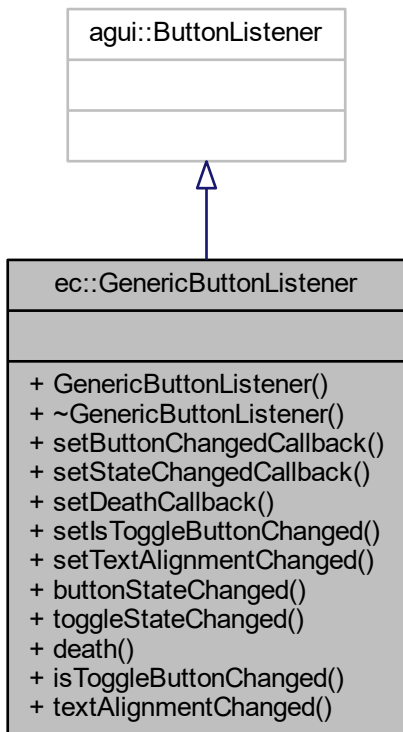 agui::ButtonListener
ec::GenericButtonListener
+ GenericButtonListener()
+ ~GenericButtonListener()
+ setButtonChangedCallback()
+ setStateChangedCallback()
+ setDeathCallback()
+ setIsToggleButtonChanged()
+ setTextAlignmentChanged()
+ buttonStateChanged()
+ toggleStateChanged()
+ death()
+ isToggleButtonChanged()
+ textAlignmentChanged()